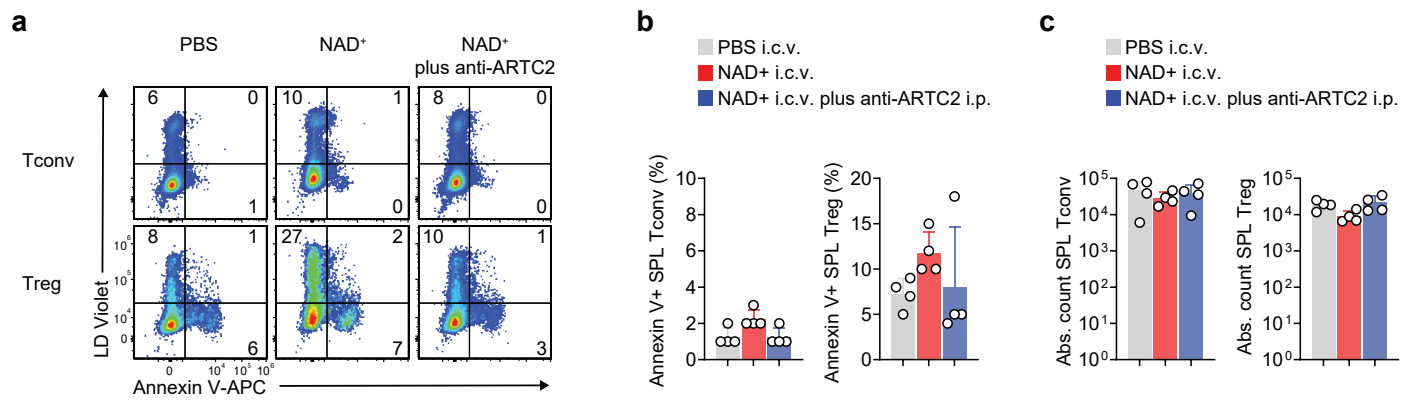 a
PBS
NAD⁺
NAD⁺
plus anti-ARTC2
Tconv
6
0
1
10
1
0
8
0
0
Treg
8
1
6
27
2
7
10
1
3
LD Violet
10⁶
10⁵
10⁴
0
0
10⁴
10⁵
10⁶
Annexin V-APC
b
PBS i.c.v.
NAD+ i.c.v.
NAD+ i.c.v. plus anti-ARTC2 i.p.
Annexin V+ SPL Tconv (%)
10
8
6
4
2
0
Annexin V+ SPL Treg (%)
20
15
10
5
0
c
PBS i.c.v.
NAD+ i.c.v.
NAD+ i.c.v. plus anti-ARTC2 i.p.
Abs. count SPL Tconv
10⁵
10⁴
10³
10²
10¹
10⁰
Abs. count SPL Treg
10⁵
10⁴
10³
10²
10¹
10⁰